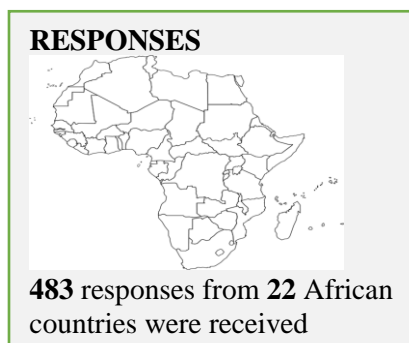 RESPONSES
483 responses from 22 African
countries were received